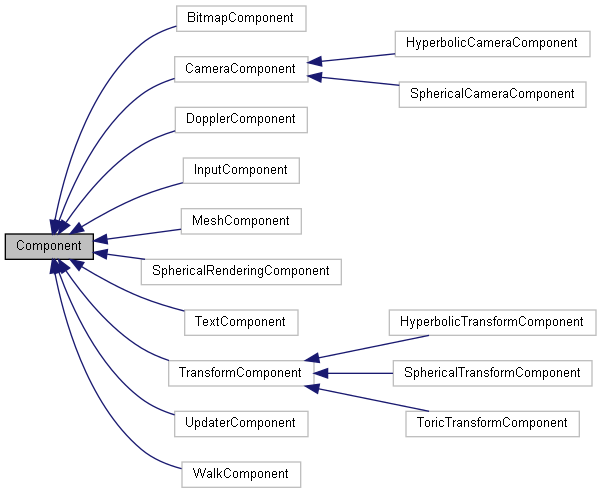 BitmapComponent
HyperbolicCameraComponent
CameraComponent
SphericalCameraComponent
DopplerComponent
InputComponent
MeshComponent
Component
SphericalRenderingComponent
TextComponent
HyperbolicTransformComponent
TransformComponent
SphericalTransformComponent
ToricTransformComponent
UpdaterComponent
WalkComponent